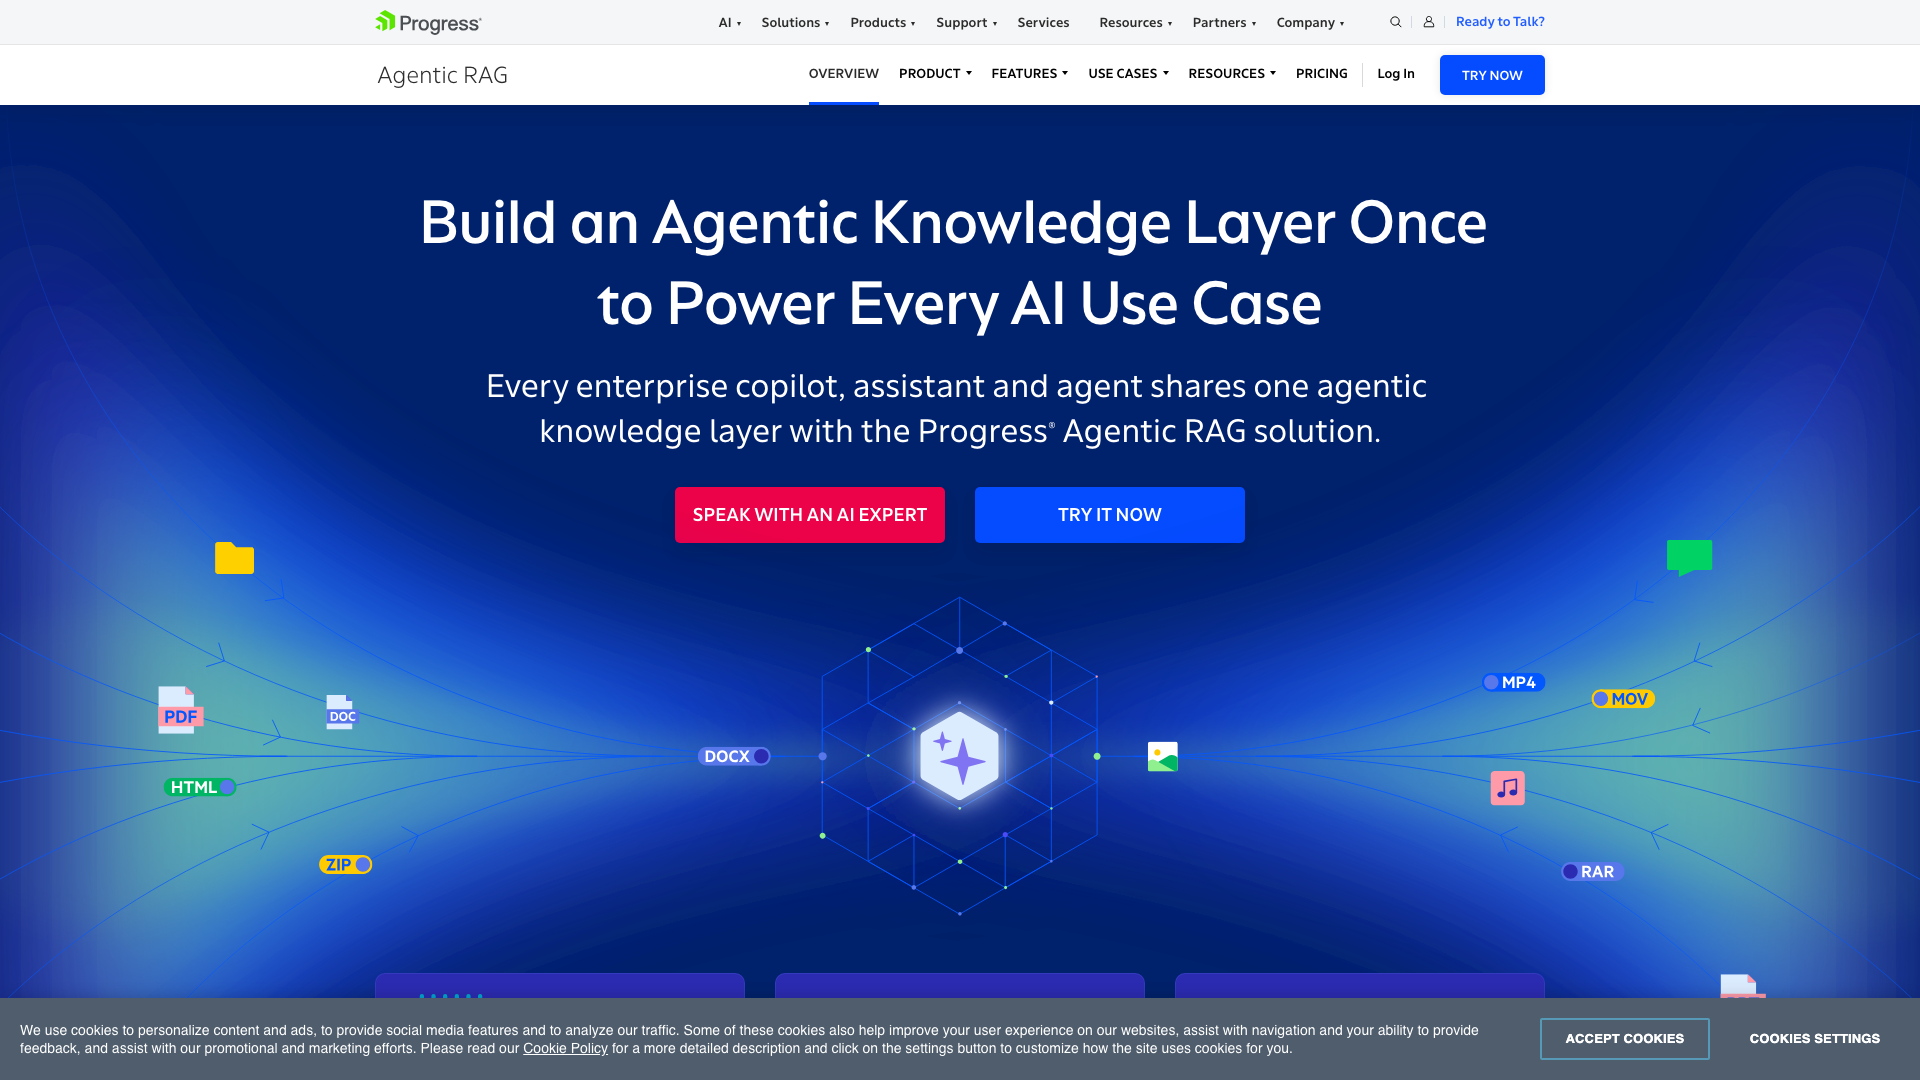 Progress
AI
Solutions
Products
Support
Services
Resources
Partners
Company
Ready to Talk?
Agentic RAG
OVERVIEW
PRODUCT
FEATURES
USE CASES
RESOURCES
PRICING
Log In
TRY NOW
Build an Agentic Knowledge Layer Once
to Power Every AI Use Case
Every enterprise copilot, assistant and agent shares one agentic
knowledge layer with the Progress® Agentic RAG solution.
SPEAK WITH AN AI EXPERT
TRY IT NOW
PDF
DOC
HTML
ZIP
DOCX
MP4
MOV
RAR
We use cookies to personalize content and ads, to provide social media features and to analyze our traffic. Some of these cookies also help improve your user experience on our websites, assist with navigation and your ability to provide
feedback, and assist with our promotional and marketing efforts. Please read our Cookie Policy for a more detailed description and click on the settings button to customize how the site uses cookies for you.
ACCEPT COOKIES
COOKIES SETTINGS